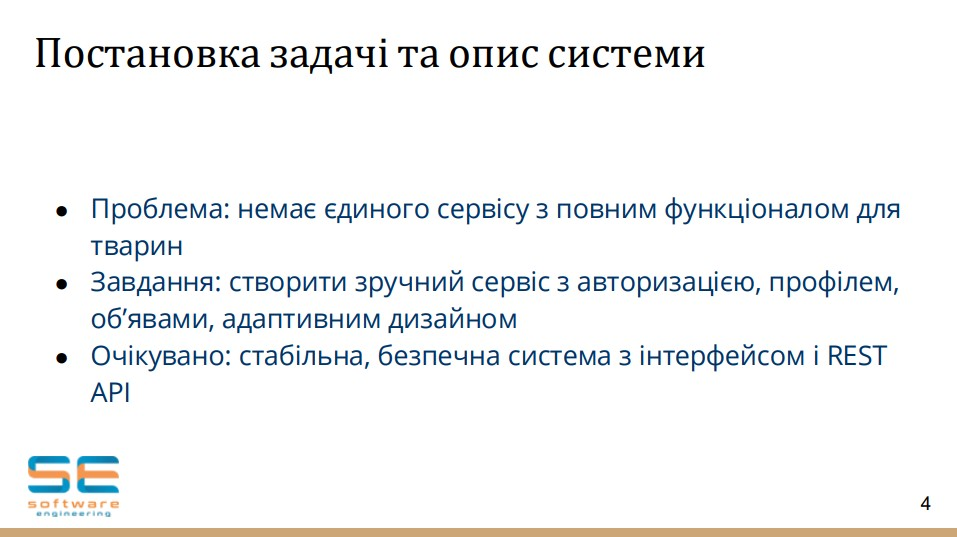 Постановка задачі та опис системи
● Проблема: немає єдиного сервісу з повним функціоналом для
тварин
● Завдання: створити зручний сервіс з авторизацією, профілем,
об’явами, адаптивним дизайном
● Очікувано: стабільна, безпечна система з інтерфейсом і REST
API
SE
software
engineering
4